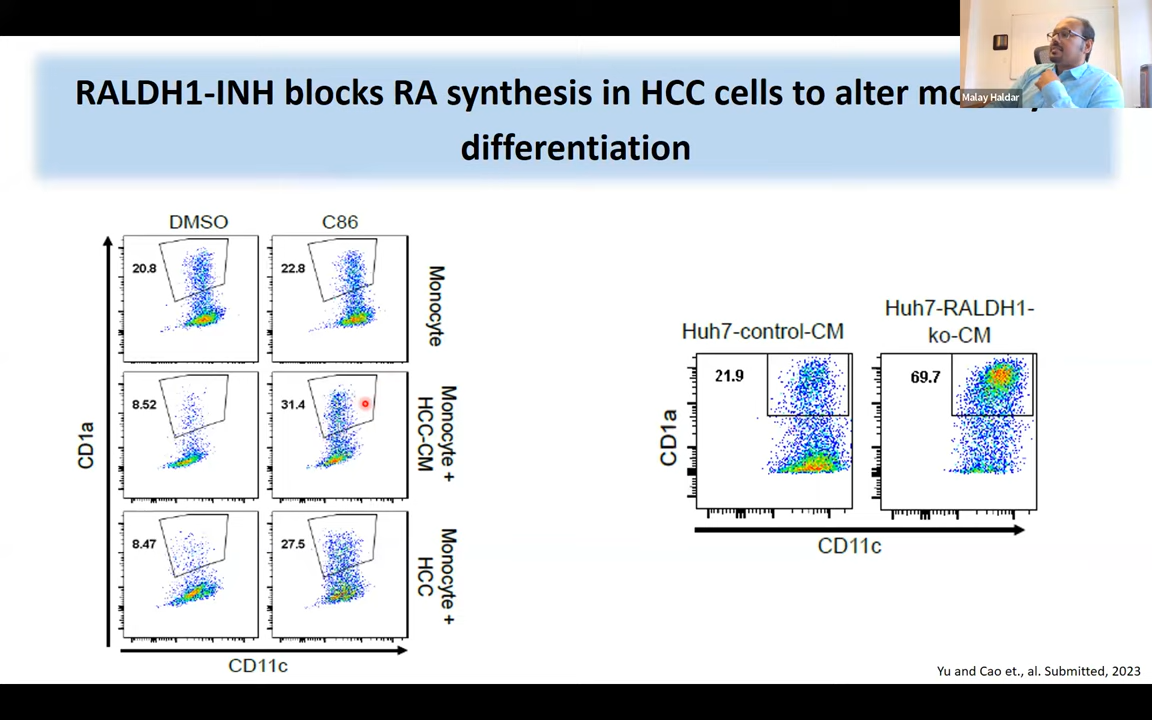 RALDH1-INH blocks RA synthesis in HCC cells to alter
differentiation
Malay Haldar
DMSO
C86
20.8
22.8
Monocyte
8.52
31.4
Monocyte +
HCC-CM
8.47
27.5
Monocyte +
HCC
CD1a
CD11c
Huh7-control-CM
Huh7-RALDH1-
ko-CM
21.9
69.7
CD1a
CD11c
Yu and Cao et., al. Submitted, 2023